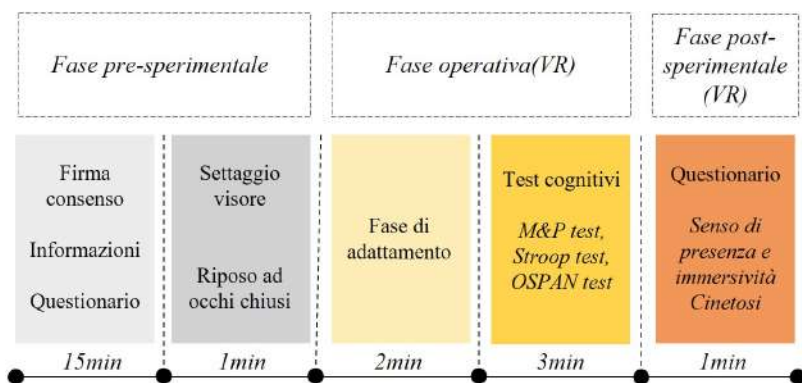 Fase pre-sperimentale
Fase operativa(VR)
Fase post-
sperimentale
(VR)
Firma
consenso
Informazioni
Questionario
Settaggio
visore
Riposo ad
occhi chiusi
Fase di
adattamento
Test cognitivi
M&P test,
Stroop test,
OSPAN test
Questionario
Senso di
presenza e
immersività
Cinetosi
15min
1min
2min
3min
1min